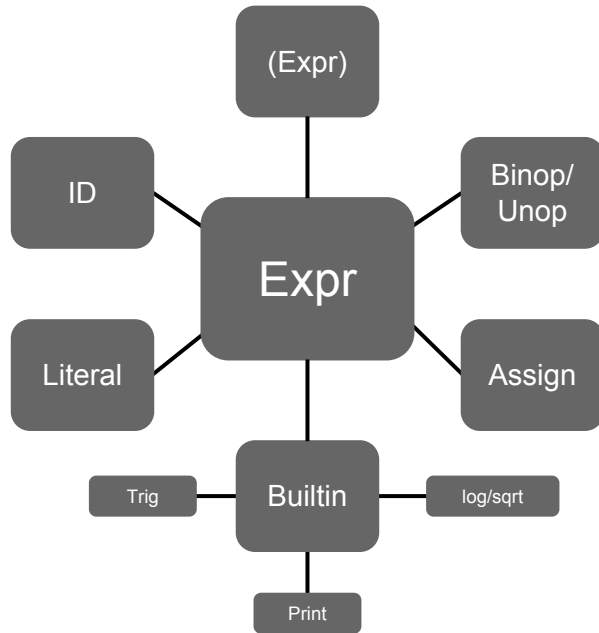 (Expr)
ID
Binop/
Unop
Expr
Literal
Assign
Builtin
Trig
log/sqrt
Print